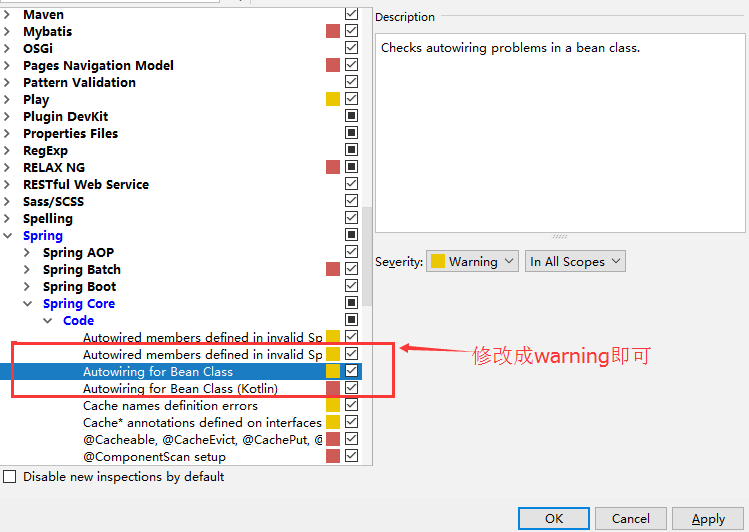 Maven
Mybatis
OSGi
Pages Navigation Model
Pattern Validation
Play
Plugin DevKit
Properties Files
RegExp
RELAX NG
RESTful Web Service
Sass/SCSS
Spelling
Spring
Spring AOP
Spring Batch
Spring Boot
Spring Core
Code
Autowired members defined in invalid Sp
Autowired members defined in invalid Sp
Autowiring for Bean Class
Autowiring for Bean Class (Kotlin)
Cache names definition errors
Cache* annotations defined on interfaces
@Cacheable, @CacheEvict, @CachePut, @
@ComponentScan setup
Disable new inspections by default
Description
Checks autowiring problems in a bean class.
Severity: Warning In All Scopes
修改成warning即可
OK Cancel Apply